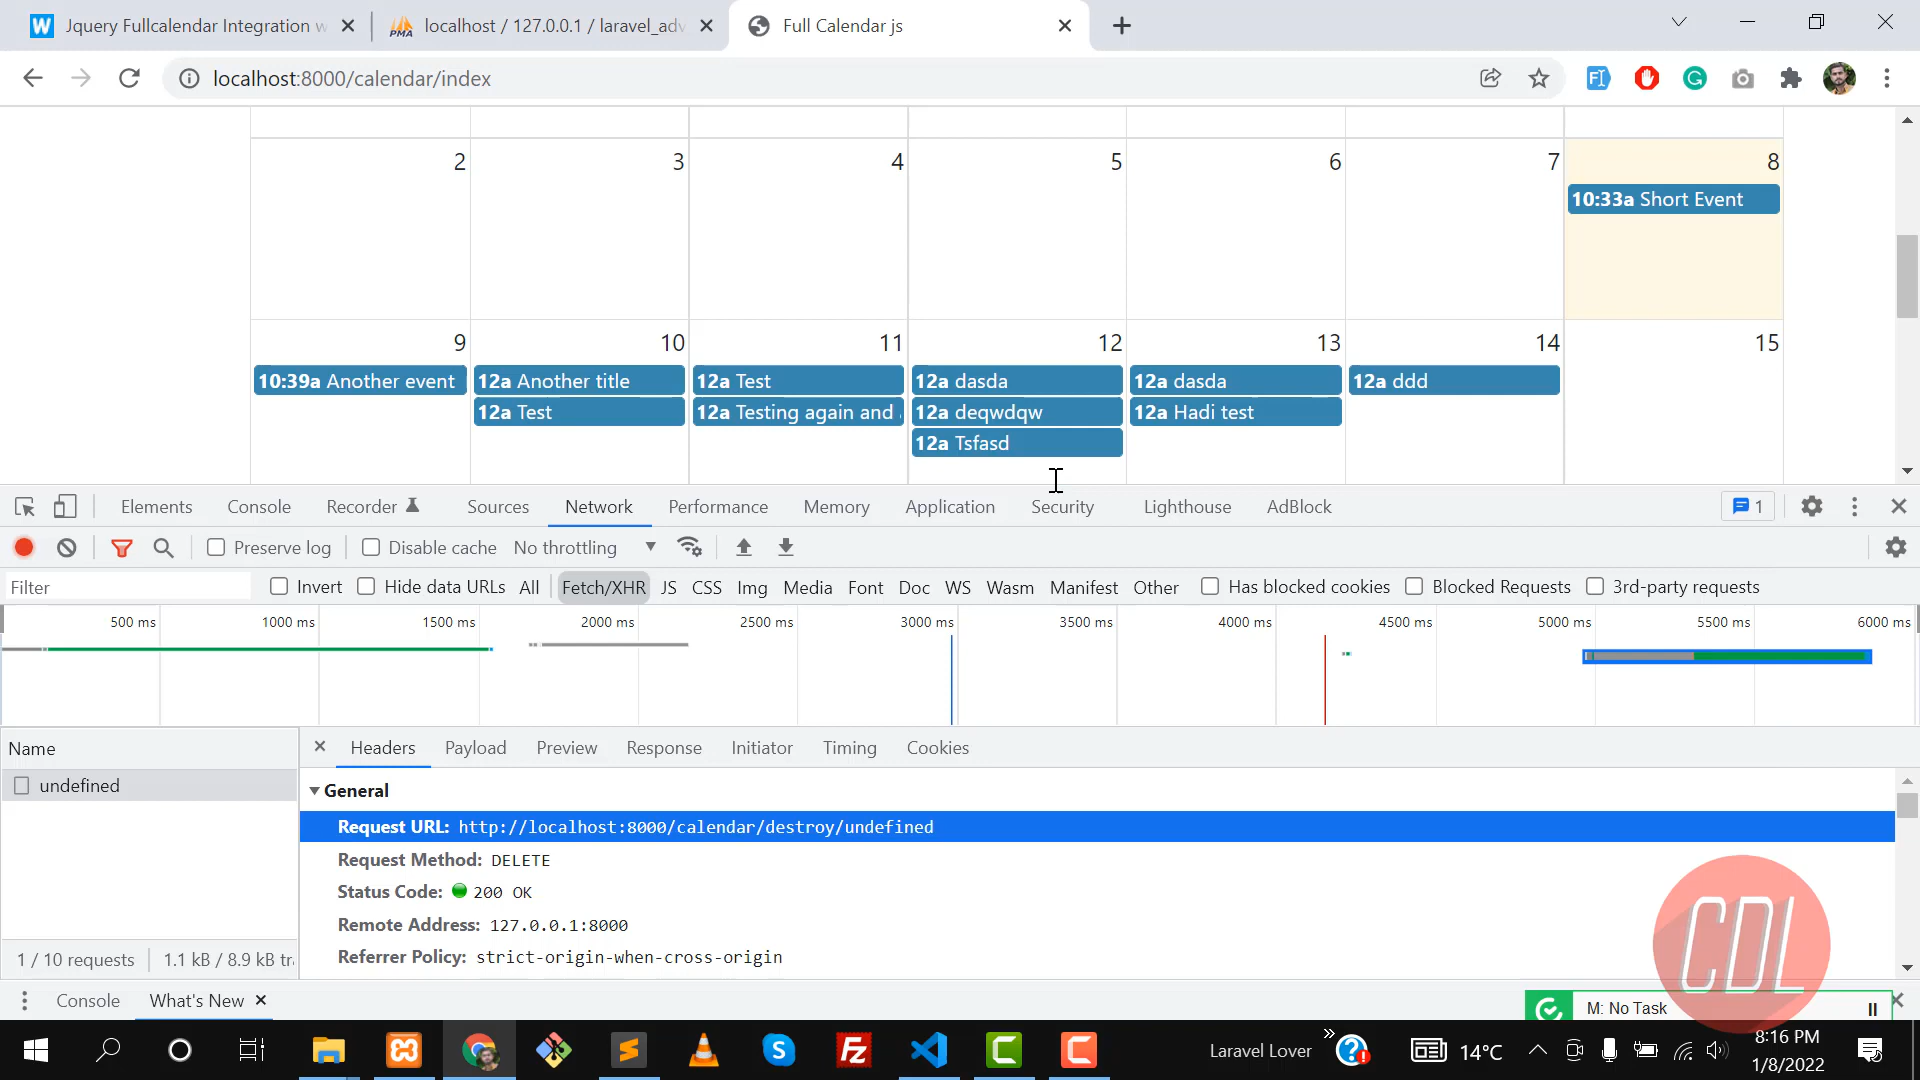 Jquery Fullcalendar Integration w
localhost / 127.0.0.1 / laravel_adv
Full Calendar js
localhost:8000/calendar/index
2 3 4 5 6 7 8
10:33a Short Event
9 10 11 12 13 14 15
10:39a Another event 12a Another title 12a Test 12a dasda 12a dasda 12a ddd
12a Test 12a Testing again and 12a deqwdqw 12a Hadi test
12a Tsfasd
Elements Console Recorder Sources Network Performance Memory Application Security Lighthouse AdBlock 1
Preserve log Disable cache No throttling
Filter Invert Hide data URLs All Fetch/XHR JS CSS Img Media Font Doc WS Wasm Manifest Other Has blocked cookies Blocked Requests 3rd-party requests
500 ms 1000 ms 1500 ms 2000 ms 2500 ms 3000 ms 3500 ms 4000 ms 4500 ms 5000 ms 5500 ms 6000 ms
Name Headers Payload Preview Response Initiator Timing Cookies
undefined
General
Request URL: http://localhost:8000/calendar/destroy/undefined
Request Method: DELETE
Status Code: 200 OK
Remote Address: 127.0.0.1:8000
Referrer Policy: strict-origin-when-cross-origin
1 / 10 requests 1.1 kB / 8.9 kB tr
Console What's New
M: No Task
CDL
Laravel Lover
14°C
8:16 PM
1/8/2022